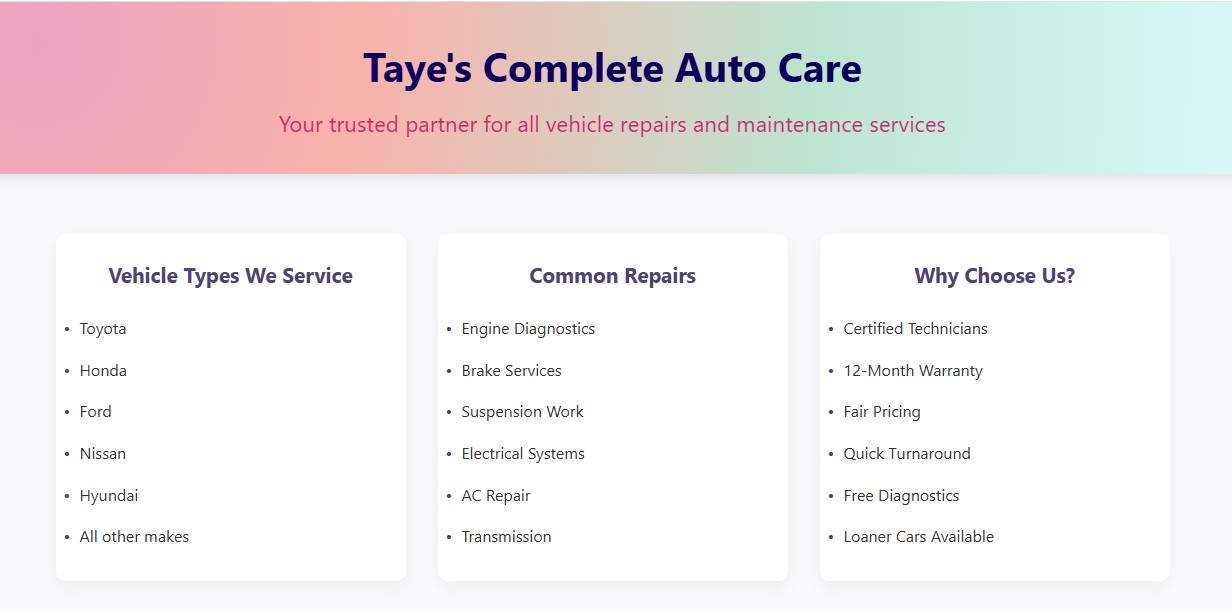 Taye's Complete Auto Care
Your trusted partner for all vehicle repairs and maintenance services
Vehicle Types We Service
• Toyota
• Honda
• Ford
• Nissan
• Hyundai
• All other makes
Common Repairs
• Engine Diagnostics
• Brake Services
• Suspension Work
• Electrical Systems
• AC Repair
• Transmission
Why Choose Us?
• Certified Technicians
• 12-Month Warranty
• Fair Pricing
• Quick Turnaround
• Free Diagnostics
• Loaner Cars Available